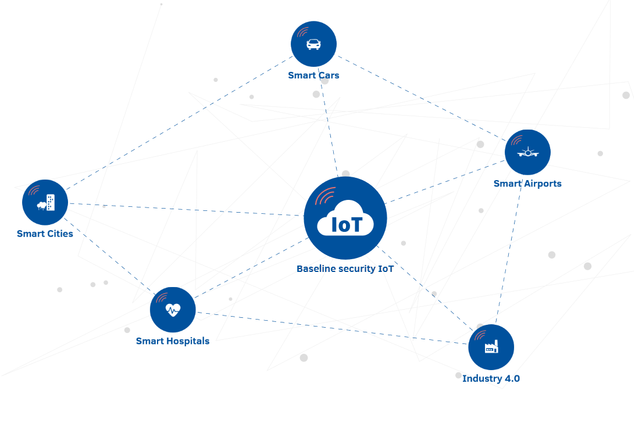 Smart Cars
Smart Airports
IoT
Smart Cities
Baseline security IoT
Smart Hospitals
Industry 4.0